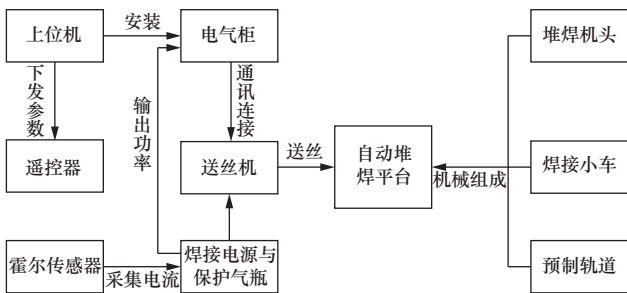 上位机
安装
电气柜
堆焊机头
下发参数
输出功率
通讯连接
遥控器
送丝机
送丝
自动堆
焊平台
机械组成
焊接小车
霍尔传感器
采集电流
焊接电源与
保护气瓶
预制轨道